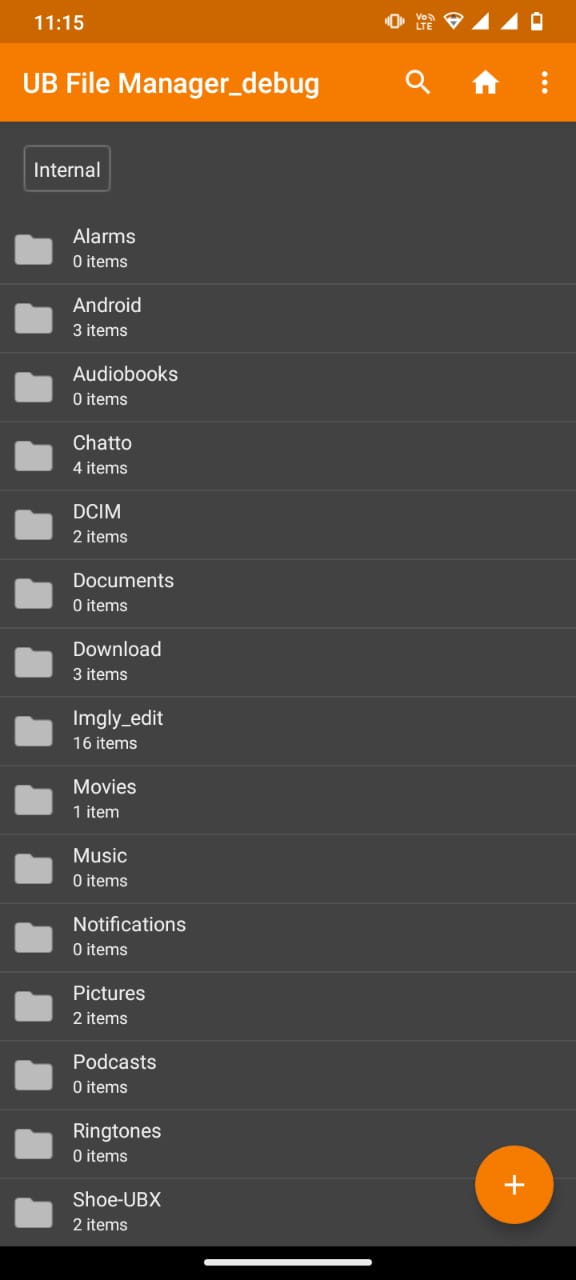 11:15
Vo LTE
UB File Manager_debug
Internal
Alarms
0 items
Android
3 items
Audiobooks
0 items
Chatto
4 items
DCIM
2 items
Documents
0 items
Download
3 items
Imgly_edit
16 items
Movies
1 item
Music
0 items
Notifications
0 items
Pictures
2 items
Podcasts
0 items
Ringtones
0 items
Shoe-UBX
2 items